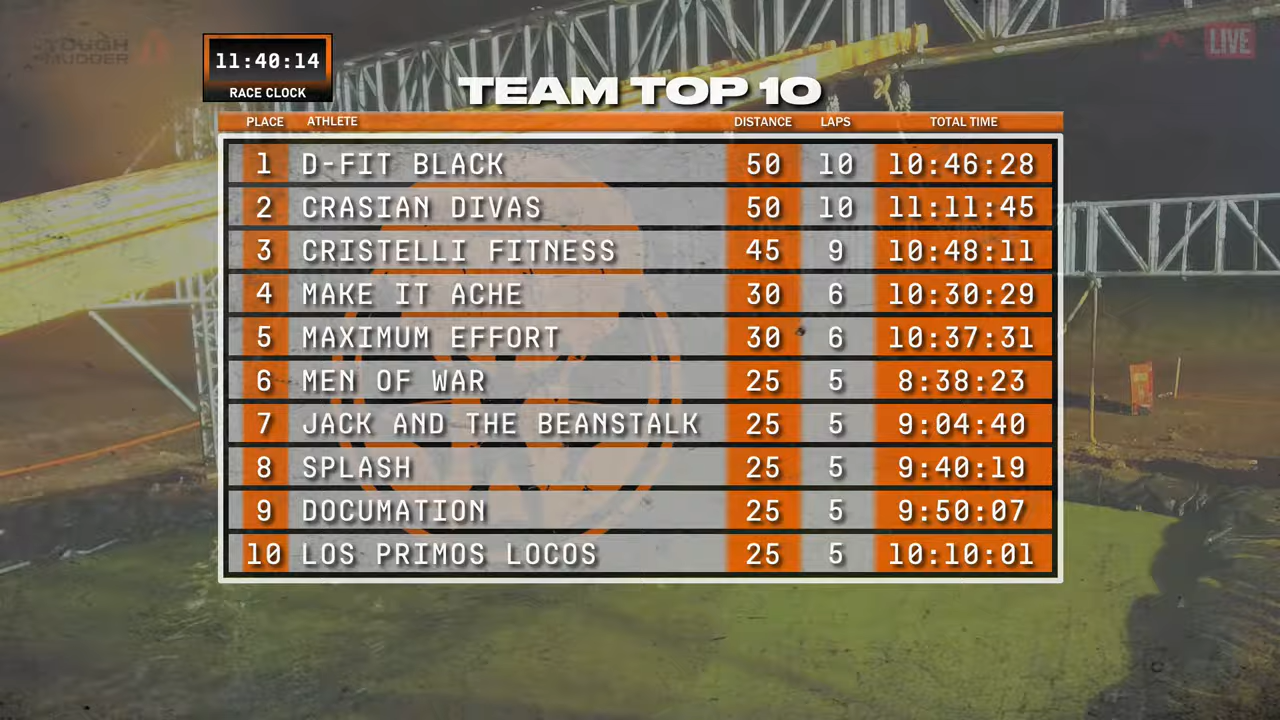 TOUGH
MUDDER
LIVE
11:40:14
RACE CLOCK
TEAM TOP 10
PLACE ATHLETE DISTANCE LAPS TOTAL TIME
1 D-FIT BLACK 50 10 10:46:28
2 CRASIAN DIVAS 50 10 11:11:45
3 CRISTELLI FITNESS 45 9 10:48:11
4 MAKE IT ACHE 30 6 10:30:29
5 MAXIMUM EFFORT 30 6 10:37:31
6 MEN OF WAR 25 5 8:38:23
7 JACK AND THE BEANSTALK 25 5 9:04:40
8 SPLASH 25 5 9:40:19
9 DOCUMATION 25 5 9:50:07
10 LOS PRIMOS LOCOS 25 5 10:10:01